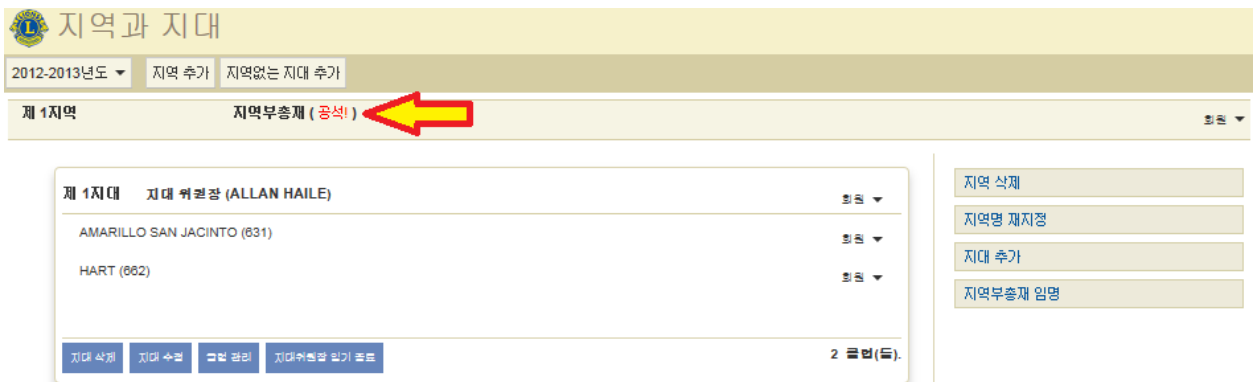 지역과 지대
2012-2013년도 지역 추가 지역없는 지대 추가
제 1지역 지역부총재 ( 공석! )
회원
제 1지대 지대 위원장 (ALLAN HAILE)
회원
AMARILLO SAN JACINTO (631)
회원
HART (662)
회원
지대 삭제 지대 수정 클럽 관리 지대위원장 임기 종료
2 클럽(들).
지역 삭제
지역명 재지정
지대 추가
지역부총재 임명